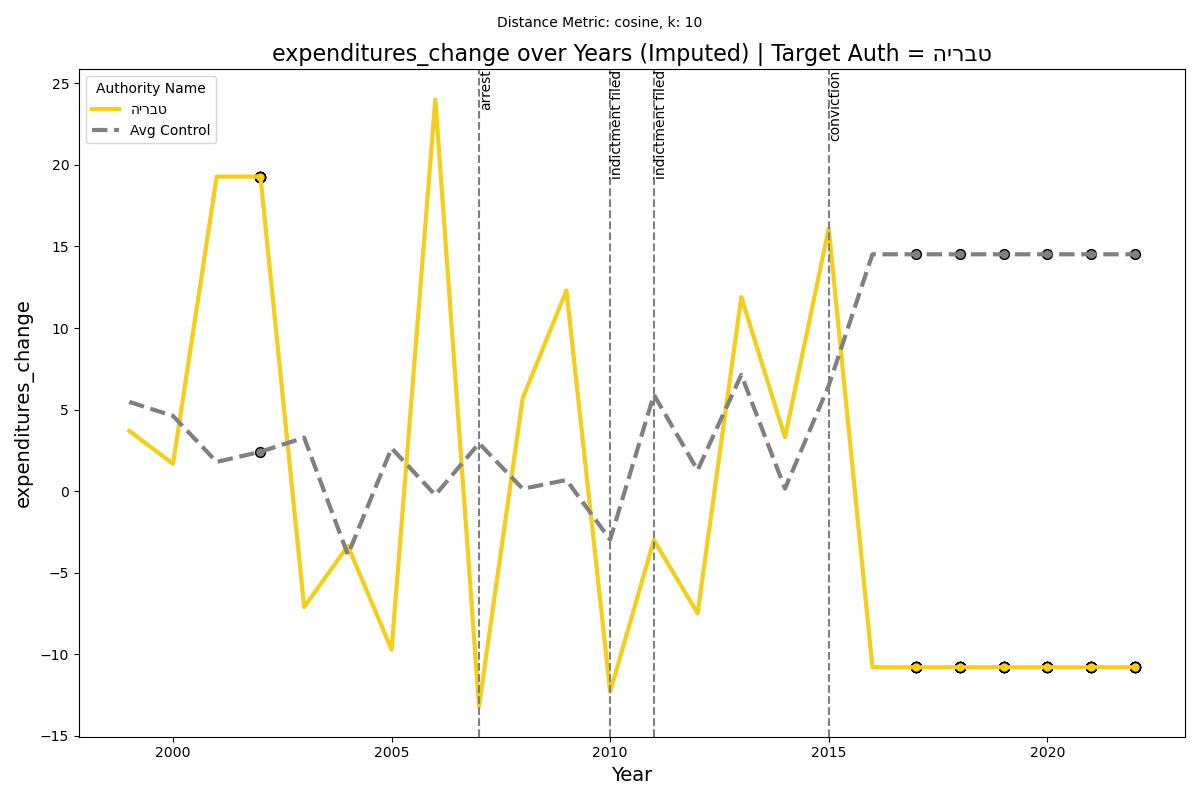 Distance Metric: cosine, k: 10
expenditures_change over Years (Imputed) | Target Auth = טבריה
Authority Name
טבריה
Avg Control
arrest
indictment filed
indictment filed
conviction
expenditures_change
25
20
15
10
5
0
−5
−10
−15
2000
2005
2010
2015
2020
Year